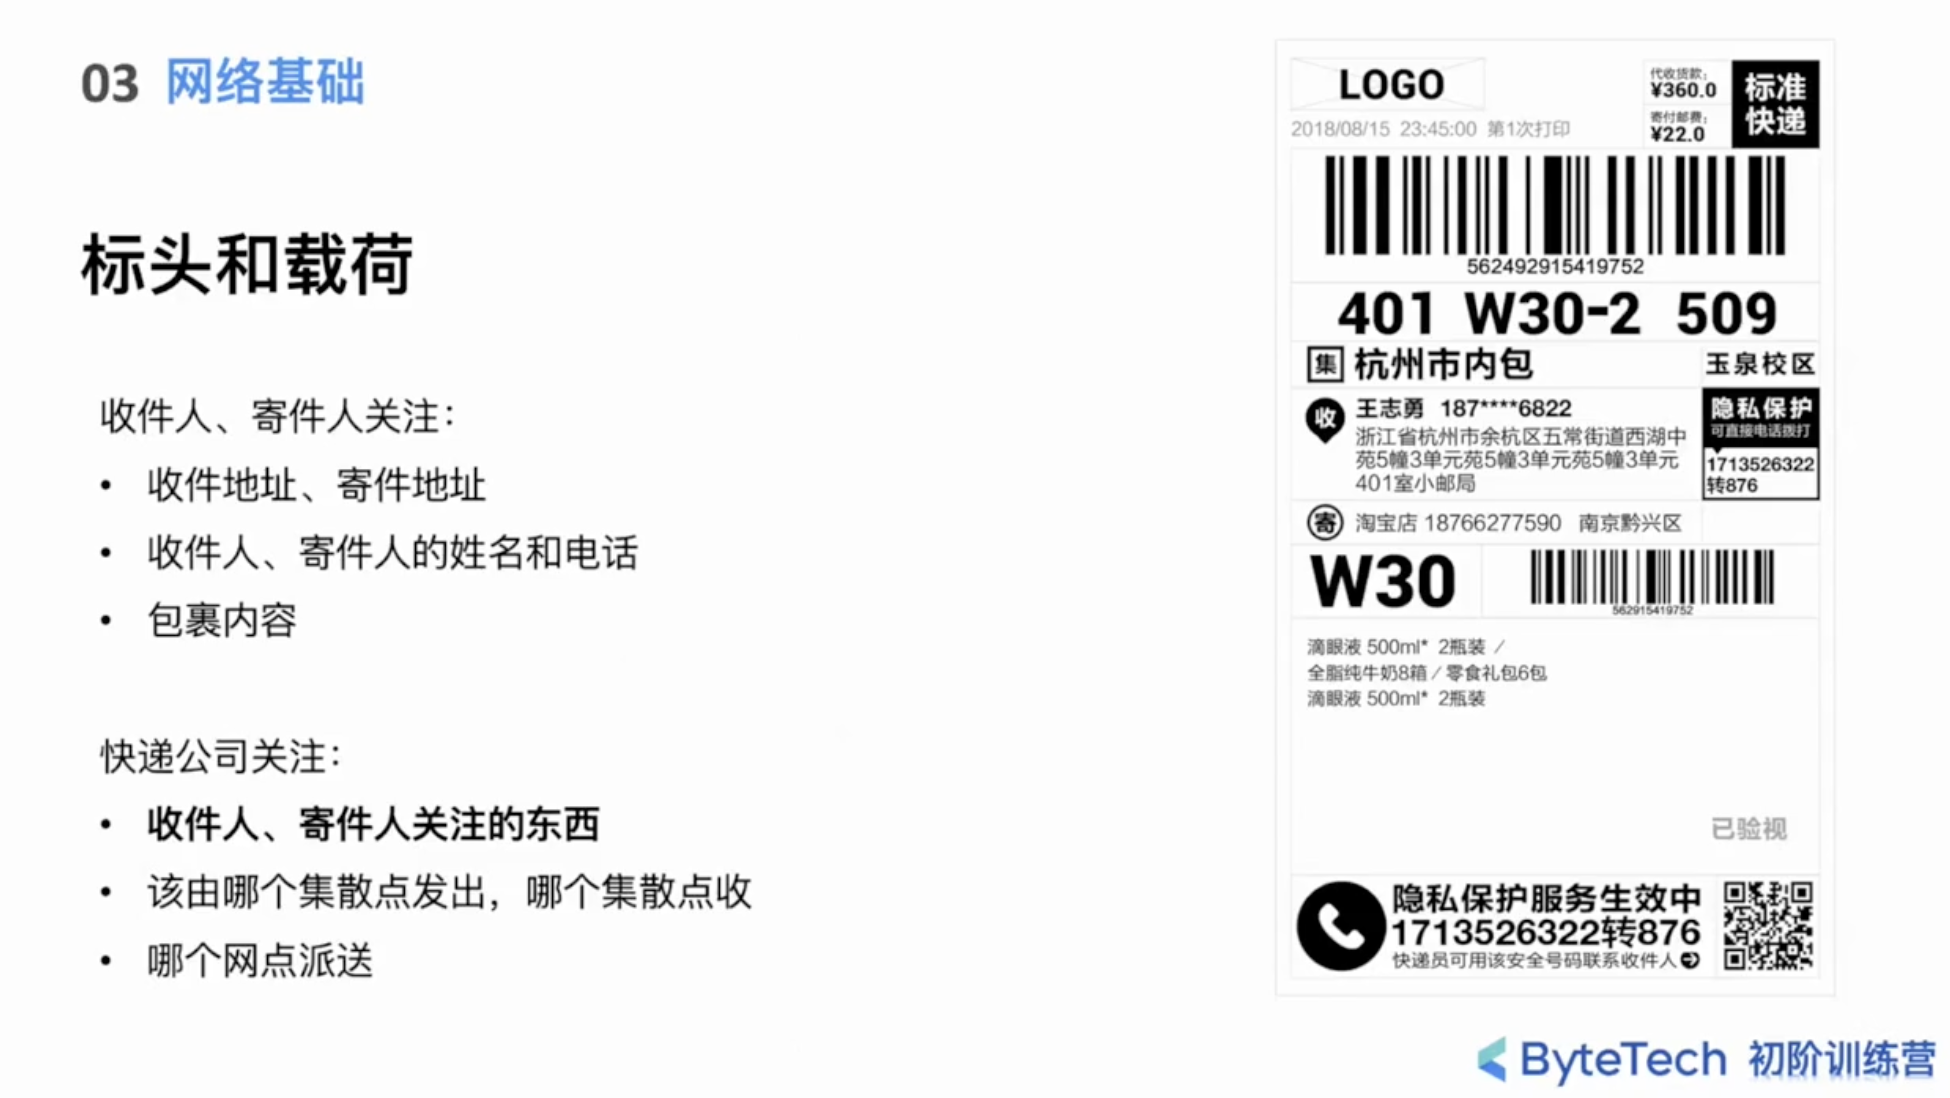 03 网络基础
标头和载荷
收件人、寄件人关注：
• 收件地址、寄件地址
• 收件人、寄件人的姓名和电话
• 包裹内容
快递公司关注：
• 收件人、寄件人关注的东西
• 该由哪个集散点发出，哪个集散点收
• 哪个网点派送
LOGO
2018/08/15 23:45:00 第1次打印
代收货款：
¥360.0
寄付邮费：
¥22.0
标准
快递
562492915419752
401 W30-2 509
集 杭州市内包 玉泉校区
收 王志勇 187****6822
浙江省杭州市余杭区五常街道西湖中
苑5幢3单元苑5幢3单元苑5幢3单元
401室小邮局
隐私保护
可直接电话拨打
1713526322
转876
寄 淘宝店 18766277590 南京黔兴区
W30
562915419752
滴眼液 500ml* 2瓶装 /
全脂纯牛奶8箱 / 零食礼包6包
滴眼液 500ml* 2瓶装
已验视
隐私保护服务生效中
1713526322转876
快递员可用该安全号码联系收件人
ByteTech 初阶训练营